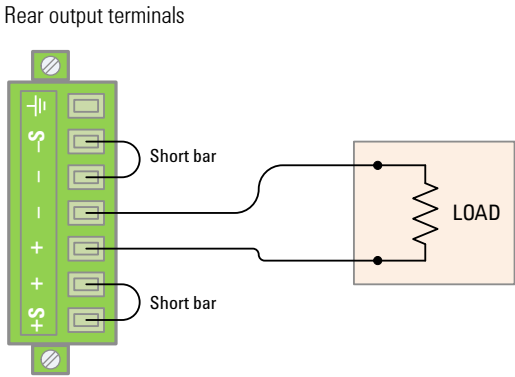 Rear output terminals
S–
–
Short bar
–
LOAD
+
+
Short bar
S+